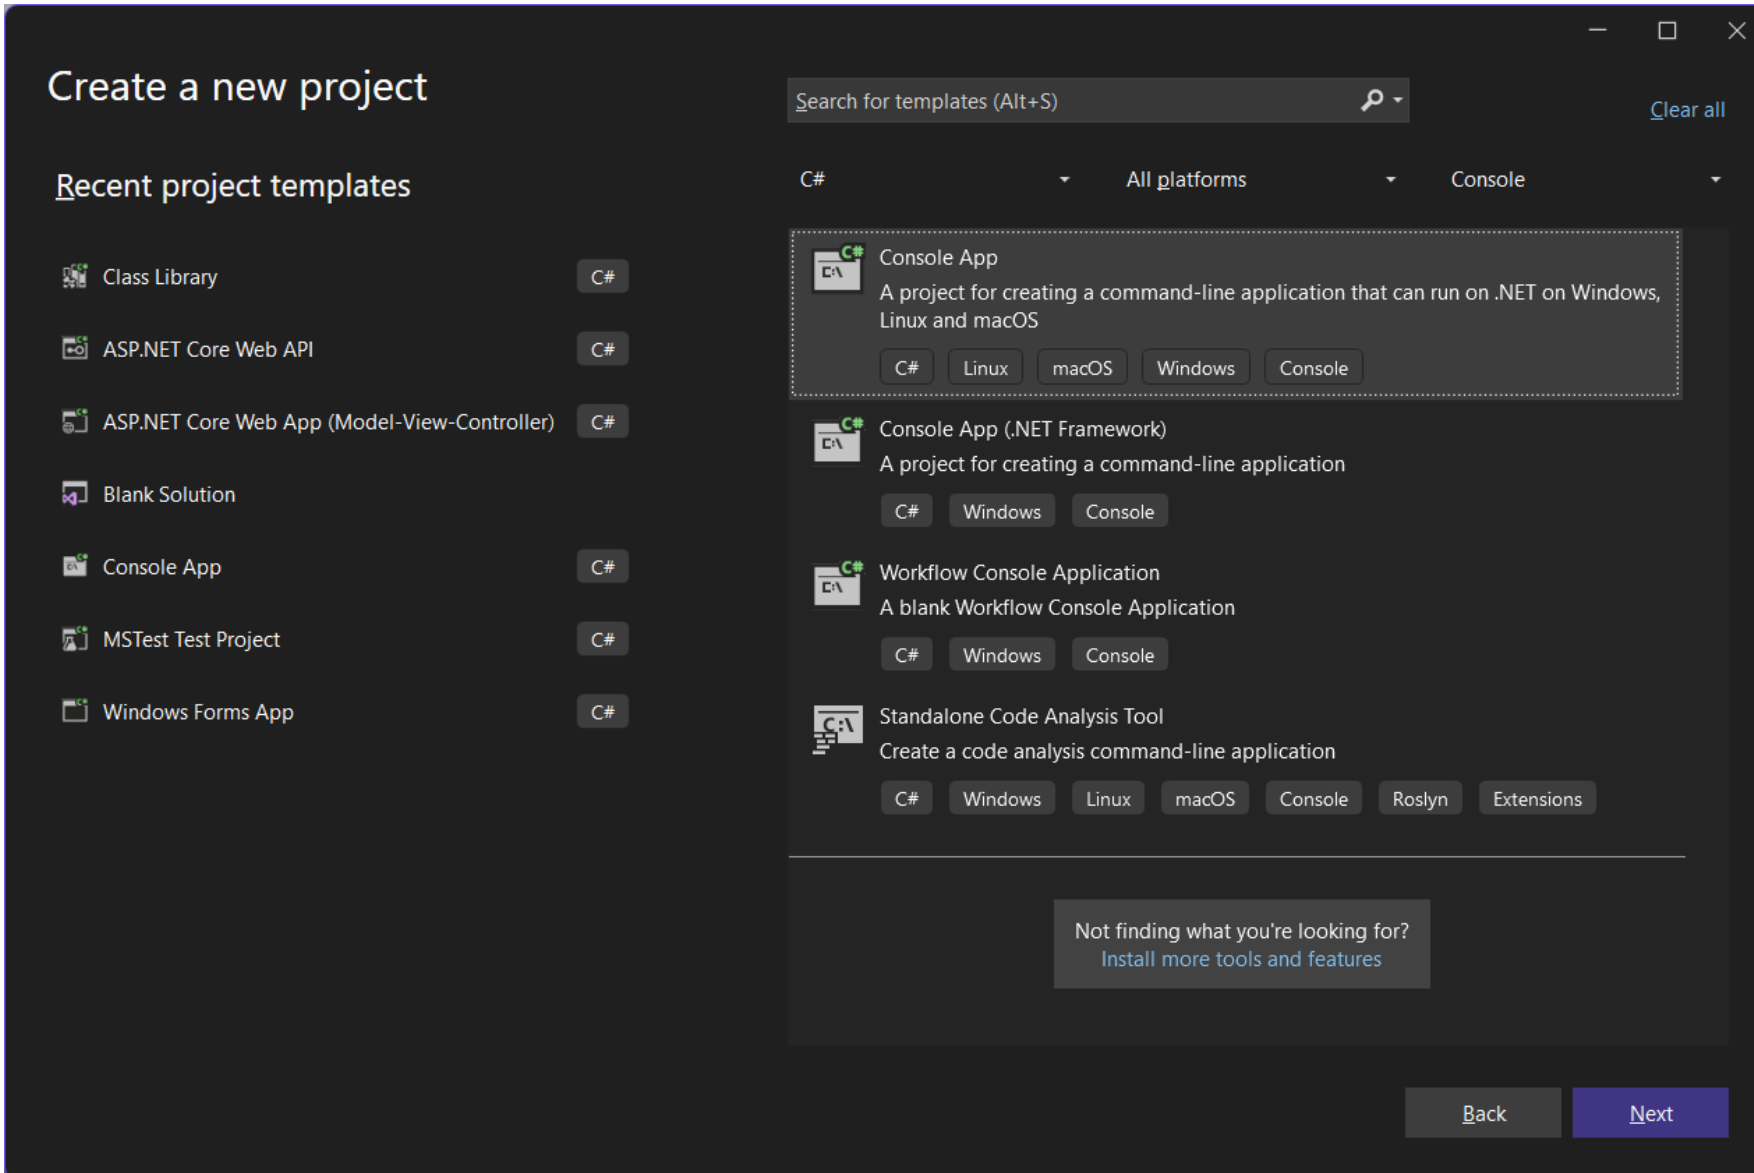 Create a new project
Search for templates (Alt+S)
Clear all
Recent project templates
C#
All platforms
Console
Class Library
C#
ASP.NET Core Web API
C#
ASP.NET Core Web App (Model-View-Controller)
C#
Blank Solution
Console App
C#
MSTest Test Project
C#
Windows Forms App
C#
C#
C:\
Console App
A project for creating a command-line application that can run on .NET on Windows,
Linux and macOS
C# Linux macOS Windows Console
C#
C:\
Console App (.NET Framework)
A project for creating a command-line application
C# Windows Console
C#
C:\
Workflow Console Application
A blank Workflow Console Application
C# Windows Console
C:\
Standalone Code Analysis Tool
Create a code analysis command-line application
C# Windows Linux macOS Console Roslyn Extensions
Not finding what you're looking for?
Install more tools and features
Back
Next